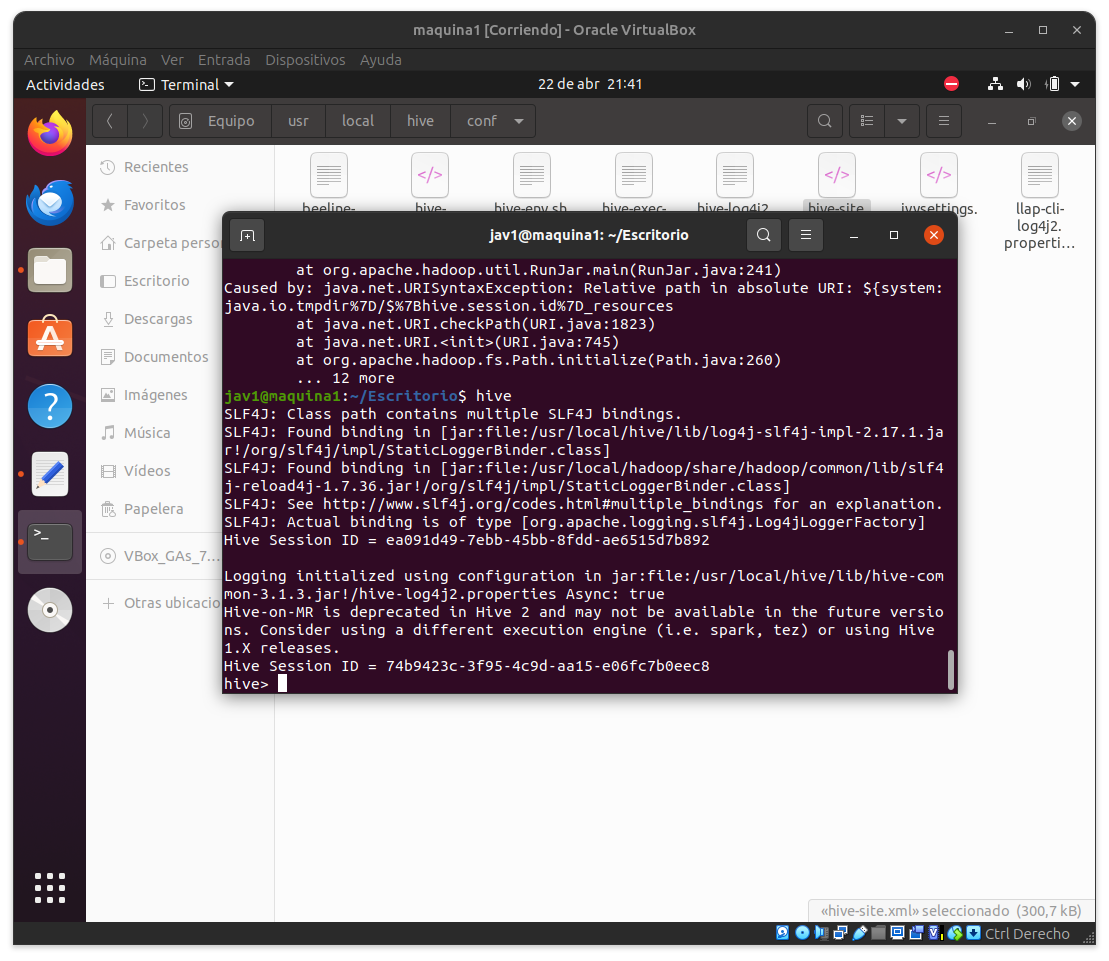 maquina1 [Corriendo] - Oracle VirtualBox
Archivo Máquina Ver Entrada Dispositivos Ayuda
Actividades Terminal 22 de abr 21:41
Equipo usr local hive conf
Recientes
Favoritos
Carpeta perso
Escritorio
Descargas
Documentos
Imágenes
Música
Vídeos
Papelera
VBox_GAs_7...
Otras ubicacio
beeline-
hive-
hive-env.sh
hive-exec-
hive-log4j2
hive-site
ivysettings.
llap-cli-
log4j2.
properti...
jav1@maquina1: ~/Escritorio
at org.apache.hadoop.util.RunJar.main(RunJar.java:241)
Caused by: java.net.URISyntaxException: Relative path in absolute URI: ${system:
java.io.tmpdir%7D/$%7Bhive.session.id%7D_resources
at java.net.URI.checkPath(URI.java:1823)
at java.net.URI.<init>(URI.java:745)
at org.apache.hadoop.fs.Path.initialize(Path.java:260)
... 12 more
jav1@maquina1:~/Escritorio$ hive
SLF4J: Class path contains multiple SLF4J bindings.
SLF4J: Found binding in [jar:file:/usr/local/hive/lib/log4j-slf4j-impl-2.17.1.ja
r!/org/slf4j/impl/StaticLoggerBinder.class]
SLF4J: Found binding in [jar:file:/usr/local/hadoop/share/hadoop/common/lib/slf4
j-reload4j-1.7.36.jar!/org/slf4j/impl/StaticLoggerBinder.class]
SLF4J: See http://www.slf4j.org/codes.html#multiple_bindings for an explanation.
SLF4J: Actual binding is of type [org.apache.logging.slf4j.Log4jLoggerFactory]
Hive Session ID = ea091d49-7ebb-45bb-8fdd-ae6515d7b892
Logging initialized using configuration in jar:file:/usr/local/hive/lib/hive-com
mon-3.1.3.jar!/hive-log4j2.properties Async: true
Hive-on-MR is deprecated in Hive 2 and may not be available in the future versio
ns. Consider using a different execution engine (i.e. spark, tez) or using Hive
1.X releases.
Hive Session ID = 74b9423c-3f95-4c9d-aa15-e06fc7b0eec8
hive>
«hive-site.xml» seleccionado (300,7 kB)
Ctrl Derecho